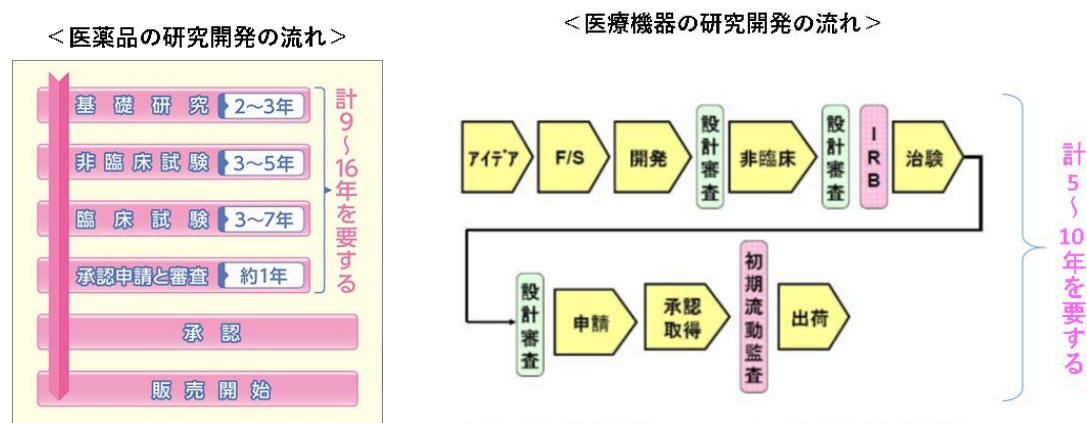 ＜医薬品の研究開発の流れ＞
基礎研究 2～3年
非臨床試験 3～5年
臨床試験 3～7年
承認申請と審査 約1年
承認
販売開始
計9～16年を要する
＜医療機器の研究開発の流れ＞
アイデア
F/S
開発
設計審査
非臨床
設計審査
IRB
治験
設計審査
申請
承認
取得
初期流動監査
出荷
計5～10年を要する